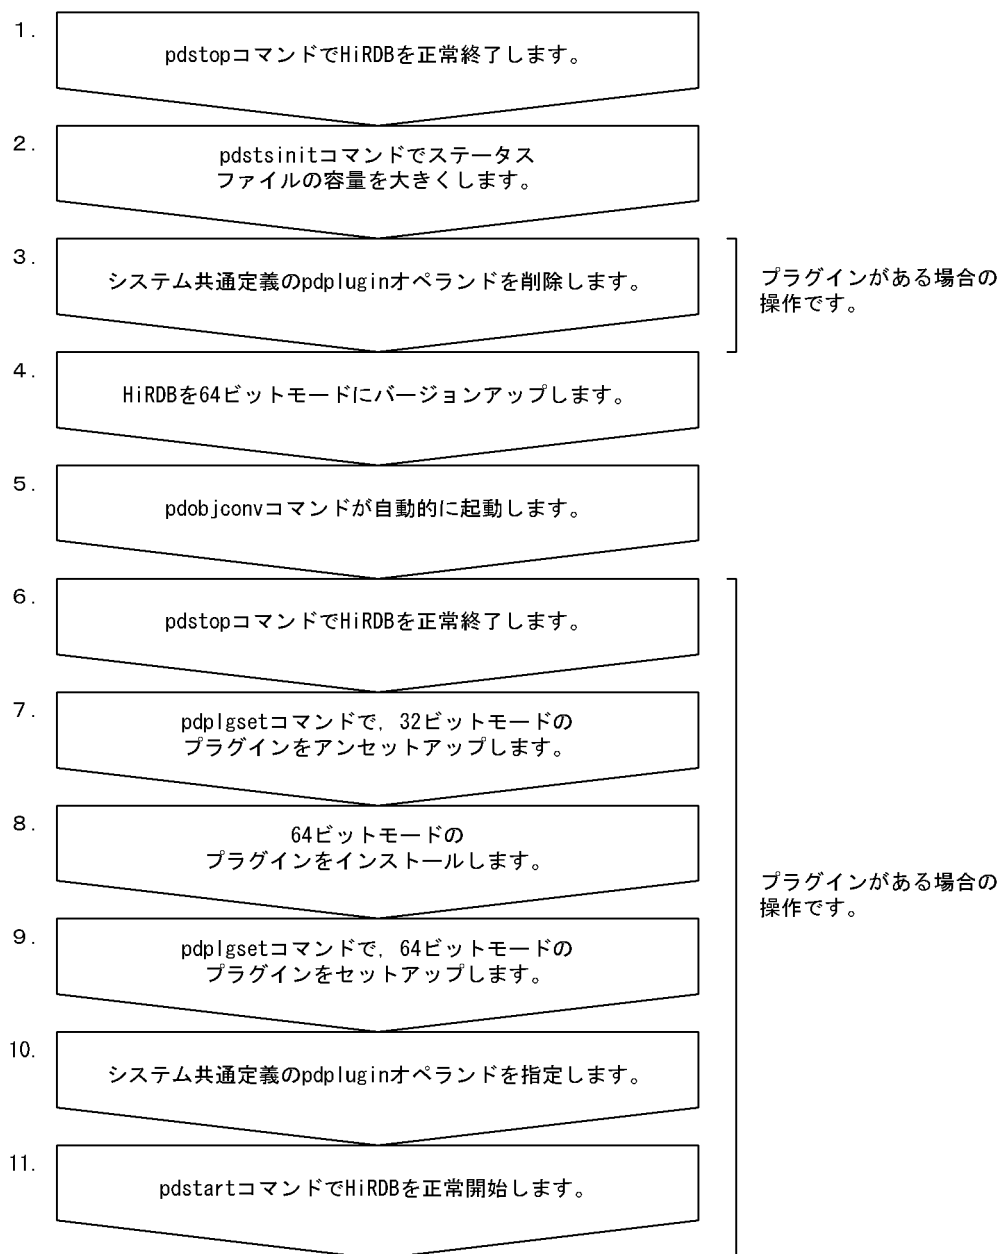 1.
pdstopコマンドでHiRDBを正常終了します。
2.
pdstsinitコマンドでステータス
ファイルの容量を大きくします。
3.
システム共通定義のpdpluginオペランドを削除します。
プラグインがある場合の
操作です。
4.
HiRDBを64ビットモードにバージョンアップします。
5.
pdobjconvコマンドが自動的に起動します。
6.
pdstopコマンドでHiRDBを正常終了します。
7.
pdplgsetコマンドで，32ビットモードの
プラグインをアンセットアップします。
8.
64ビットモードの
プラグインをインストールします。
プラグインがある場合の
操作です。
9.
pdplgsetコマンドで，64ビットモードの
プラグインをセットアップします。
10.
システム共通定義のpdpluginオペランドを指定します。
11.
pdstartコマンドでHiRDBを正常開始します。